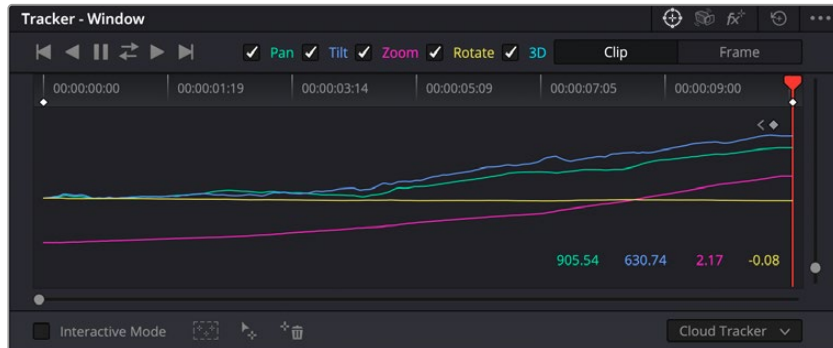 Tracker - Window
Pan Tilt Zoom Rotate 3D Clip Frame
00:00:00:00 00:00:01:19 00:00:03:14 00:00:05:09 00:00:07:05 00:00:09:00
905.54 630.74 2.17 -0.08
Interactive Mode Cloud Tracker